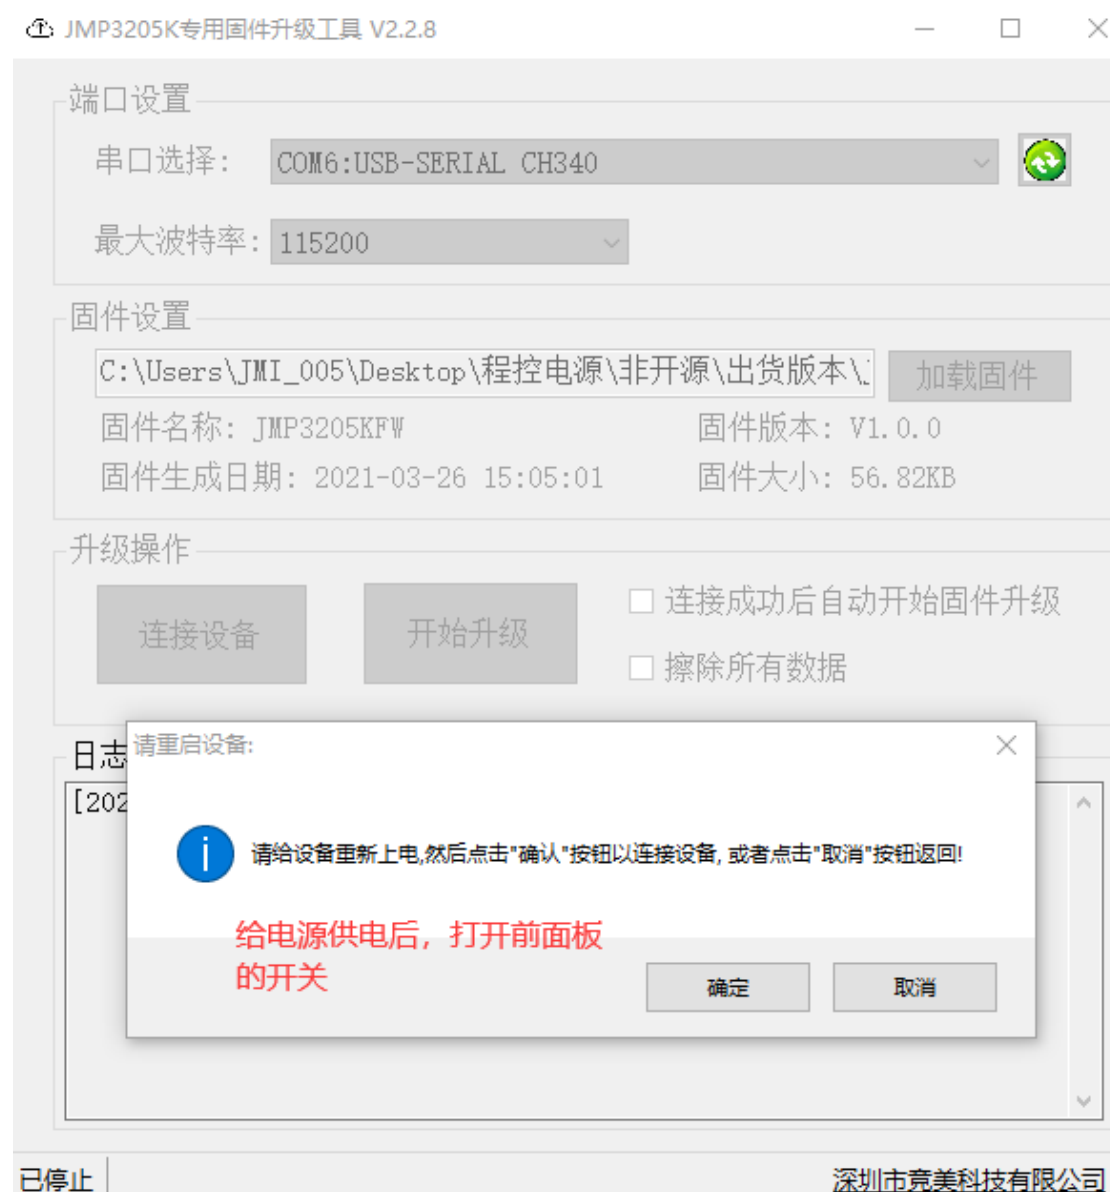 JMP3205K专用固件升级工具 V2.2.8
端口设置
串口选择: COM6:USB-SERIAL CH340
最大波特率: 115200
固件设置
C:\Users\JMI_005\Desktop\程控电源\非开源\出货版本\ 加载固件
固件名称: JMP3205KFW 固件版本: V1.0.0
固件生成日期: 2021-03-26 15:05:01 固件大小: 56.82KB
升级操作
连接设备 开始升级 连接成功后自动开始固件升级
擦除所有数据
日志
请重启设备:
[202
请给设备重新上电,然后点击"确认"按钮以连接设备, 或者点击"取消"按钮返回!
给电源供电后，打开前面板
的开关
确定 取消
已停止 深圳市竞美科技有限公司